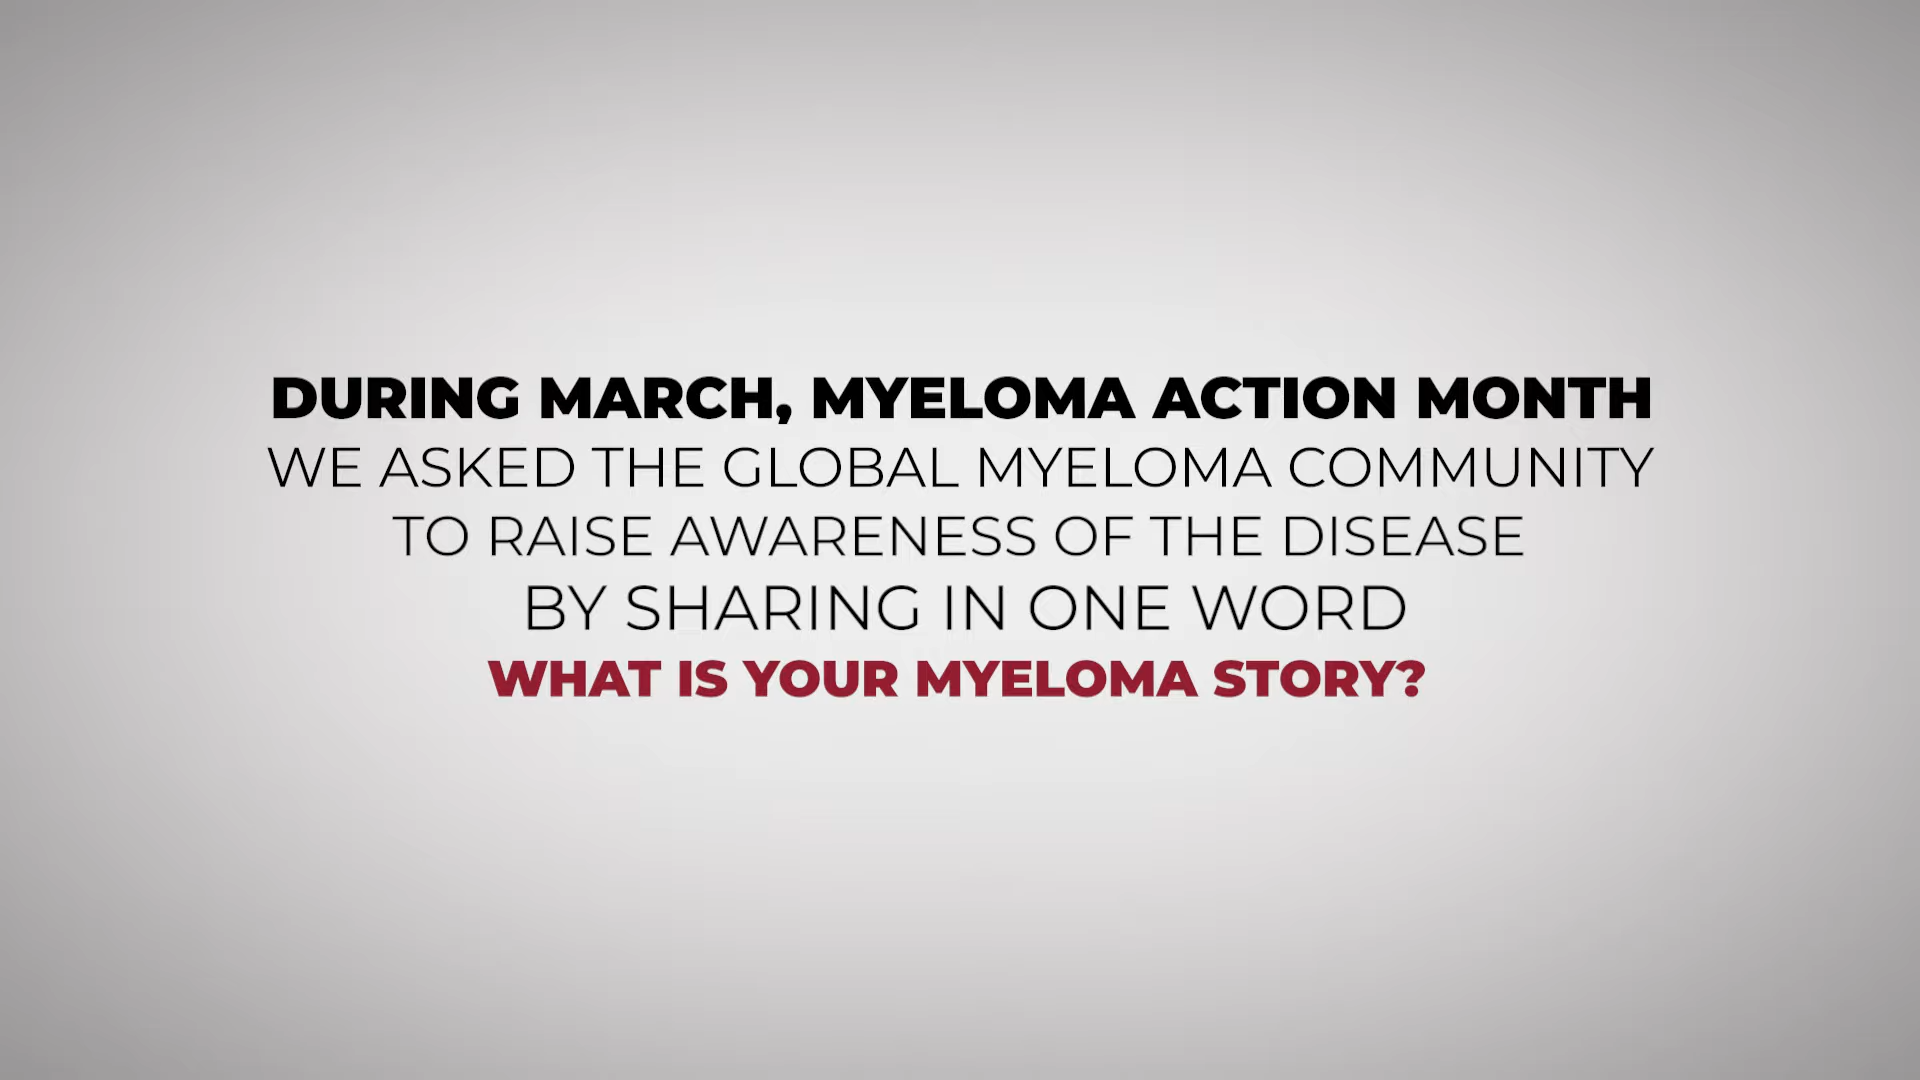 DURING MARCH, MYELOMA ACTION MONTH
WE ASKED THE GLOBAL MYELOMA COMMUNITY
TO RAISE AWARENESS OF THE DISEASE
BY SHARING IN ONE WORD
WHAT IS YOUR MYELOMA STORY?